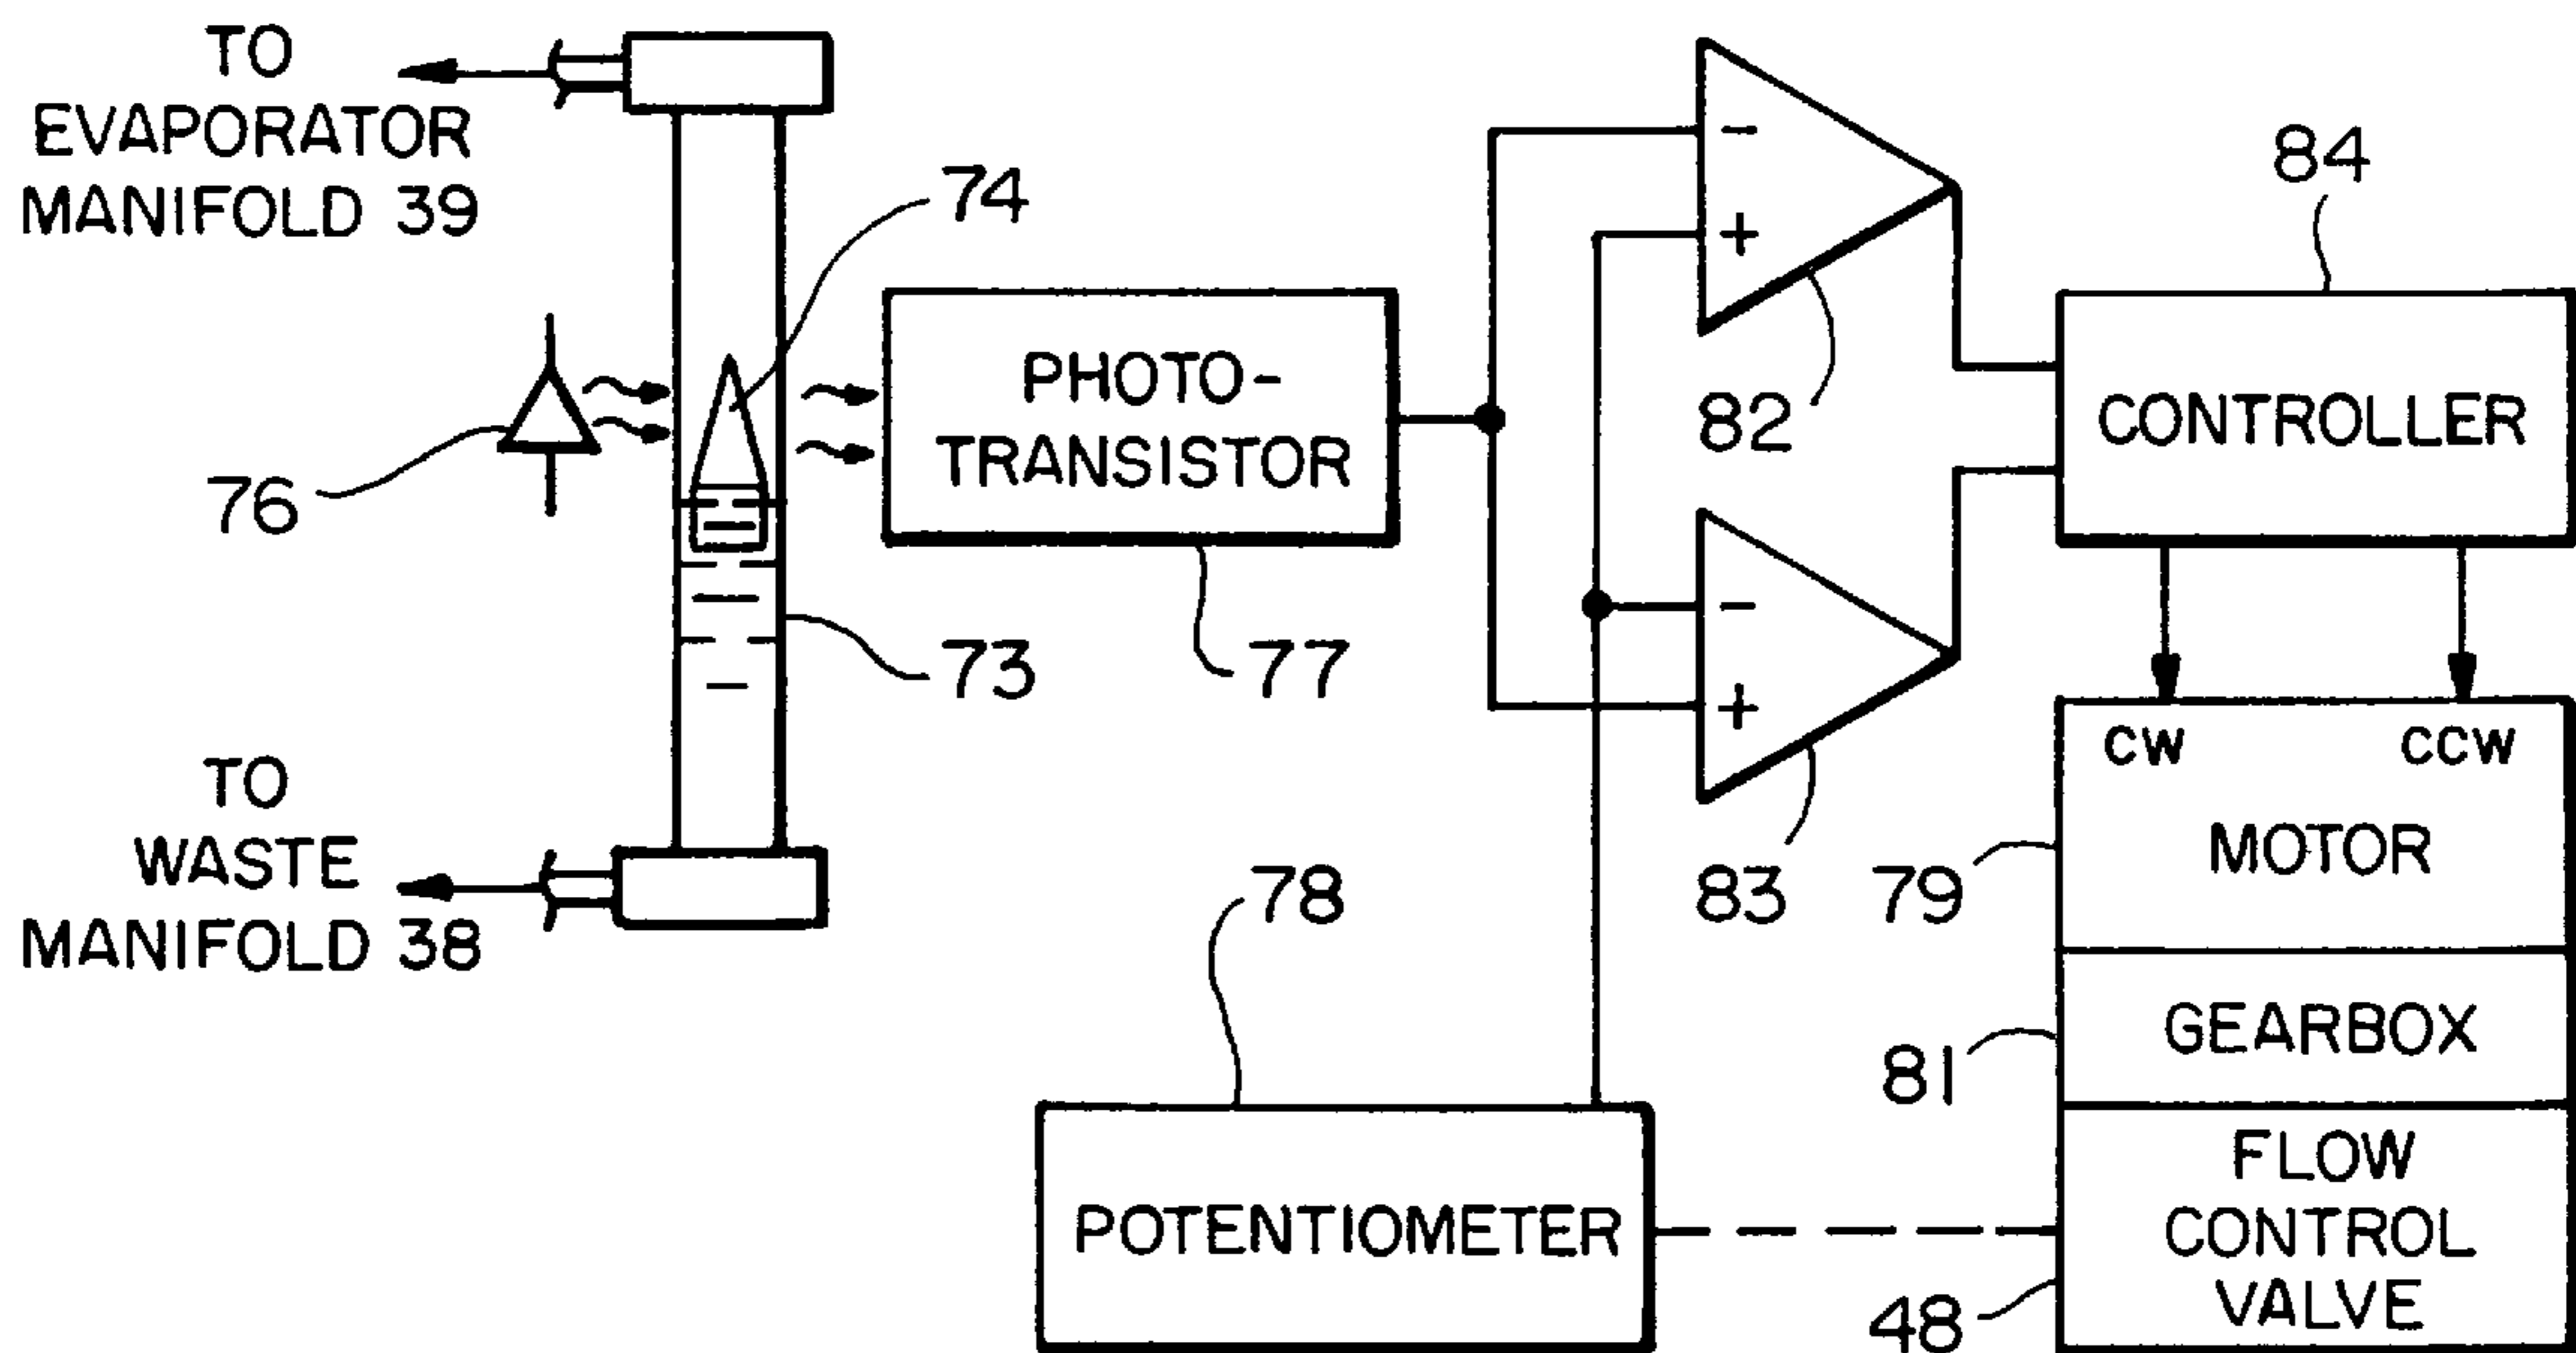 TO
EVAPORATOR
MANIFOLD 39
74
76
PHOTO-
TRANSISTOR
77
73
TO
WASTE
MANIFOLD 38
-
+
82
-
+
83
84
CONTROLLER
CW CCW
MOTOR
79
GEARBOX
81
FLOW
CONTROL
VALVE
48
78
POTENTIOMETER